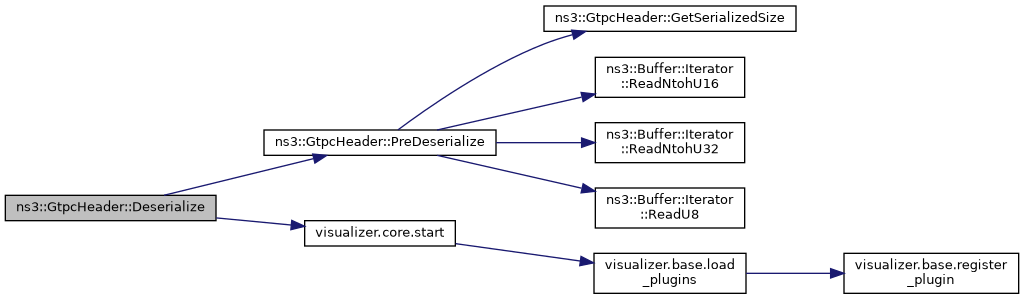 ns3::GtpcHeader::GetSerializedSize
ns3::Buffer::Iterator
::ReadNtohU16
ns3::GtpcHeader::PreDeserialize
ns3::Buffer::Iterator
::ReadNtohU32
ns3::GtpcHeader::Deserialize
ns3::Buffer::Iterator
::ReadU8
visualizer.core.start
visualizer.base.load
_plugins
visualizer.base.register
_plugin